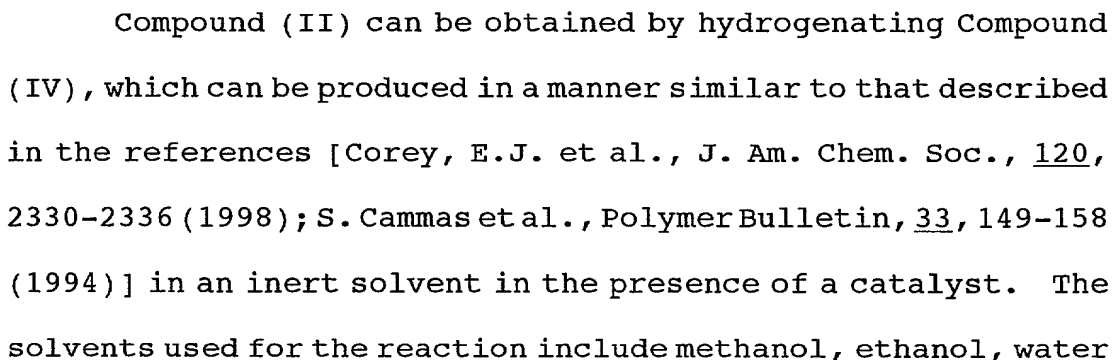 Compound (II) can be obtained by hydrogenating Compound
(IV), which can be produced in a manner similar to that described
in the references [Corey, E.J. et al., J. Am. Chem. Soc., 120,
2330-2336 (1998); S. Cammas et al., Polymer Bulletin, 33, 149-158
(1994)] in an inert solvent in the presence of a catalyst. The
solvents used for the reaction include methanol, ethanol, water